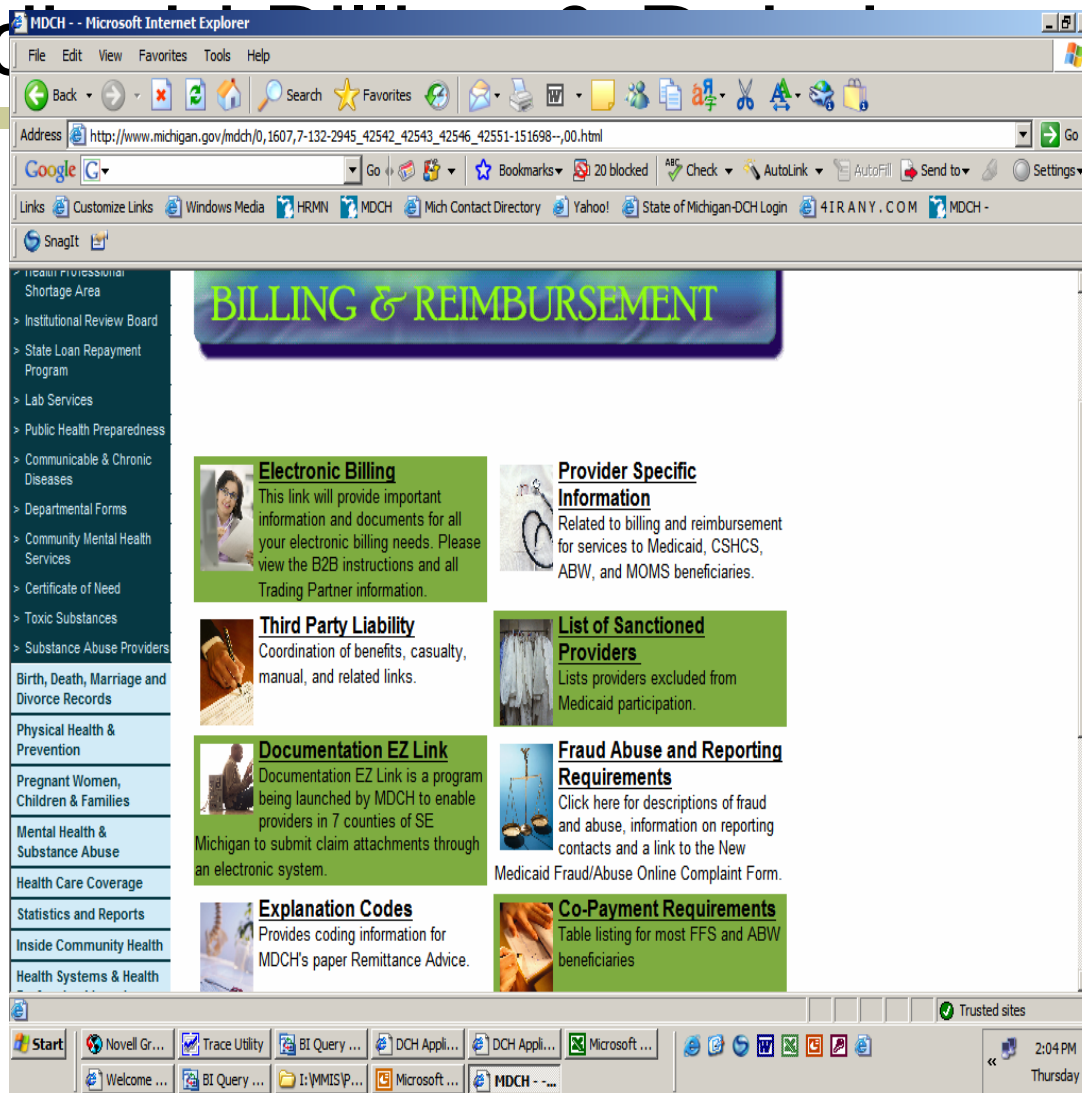 MDCH - - Microsoft Internet Explorer
File Edit View Favorites Tools Help
Back Search Favorites
Address http://www.michigan.gov/mdch/0,1607,7-132-2945_42542_42543_42546_42551-151698--,00.html Go
Google G Go Bookmarks 20 blocked ABC Check AutoLink AutoFill Send to Settings
Links Customize Links Windows Media HRMN MDCH Mich Contact Directory Yahoo! State of Michigan-DCH Login 4IRANY.COM MDCH -
SnagIt
> Health Professional
Shortage Area
> Institutional Review Board
> State Loan Repayment
Program
> Lab Services
> Public Health Preparedness
> Communicable & Chronic
Diseases
> Departmental Forms
> Community Mental Health
Services
> Certificate of Need
> Toxic Substances
> Substance Abuse Providers
Birth, Death, Marriage and
Divorce Records
Physical Health &
Prevention
Pregnant Women,
Children & Families
Mental Health &
Substance Abuse
Health Care Coverage
Statistics and Reports
Inside Community Health
Health Systems & Health
BILLING & REIMBURSEMENT
Electronic Billing
This link will provide important
information and documents for all
your electronic billing needs. Please
view the B2B instructions and all
Trading Partner information.
Provider Specific
Information
Related to billing and reimbursement
for services to Medicaid, CSHCS,
ABW, and MOMS beneficiaries.
Third Party Liability
Coordination of benefits, casualty,
manual, and related links.
List of Sanctioned
Providers
Lists providers excluded from
Medicaid participation.
Documentation EZ Link
Documentation EZ Link is a program
being launched by MDCH to enable
providers in 7 counties of SE
Michigan to submit claim attachments through
an electronic system.
Fraud Abuse and Reporting
Requirements
Click here for descriptions of fraud
and abuse, information on reporting
contacts and a link to the New
Medicaid Fraud/Abuse Online Complaint Form.
Explanation Codes
Provides coding information for
MDCH's paper Remittance Advice.
Co-Payment Requirements
Table listing for most FFS and ABW
beneficiaries
Trusted sites
Start Novell Gr... Trace Utility BI Query ... DCH Appli... DCH Appli... Microsoft ... 2:04 PM
Welcome ... BI Query ... I:\MMIS\P... Microsoft ... MDCH - -... Thursday